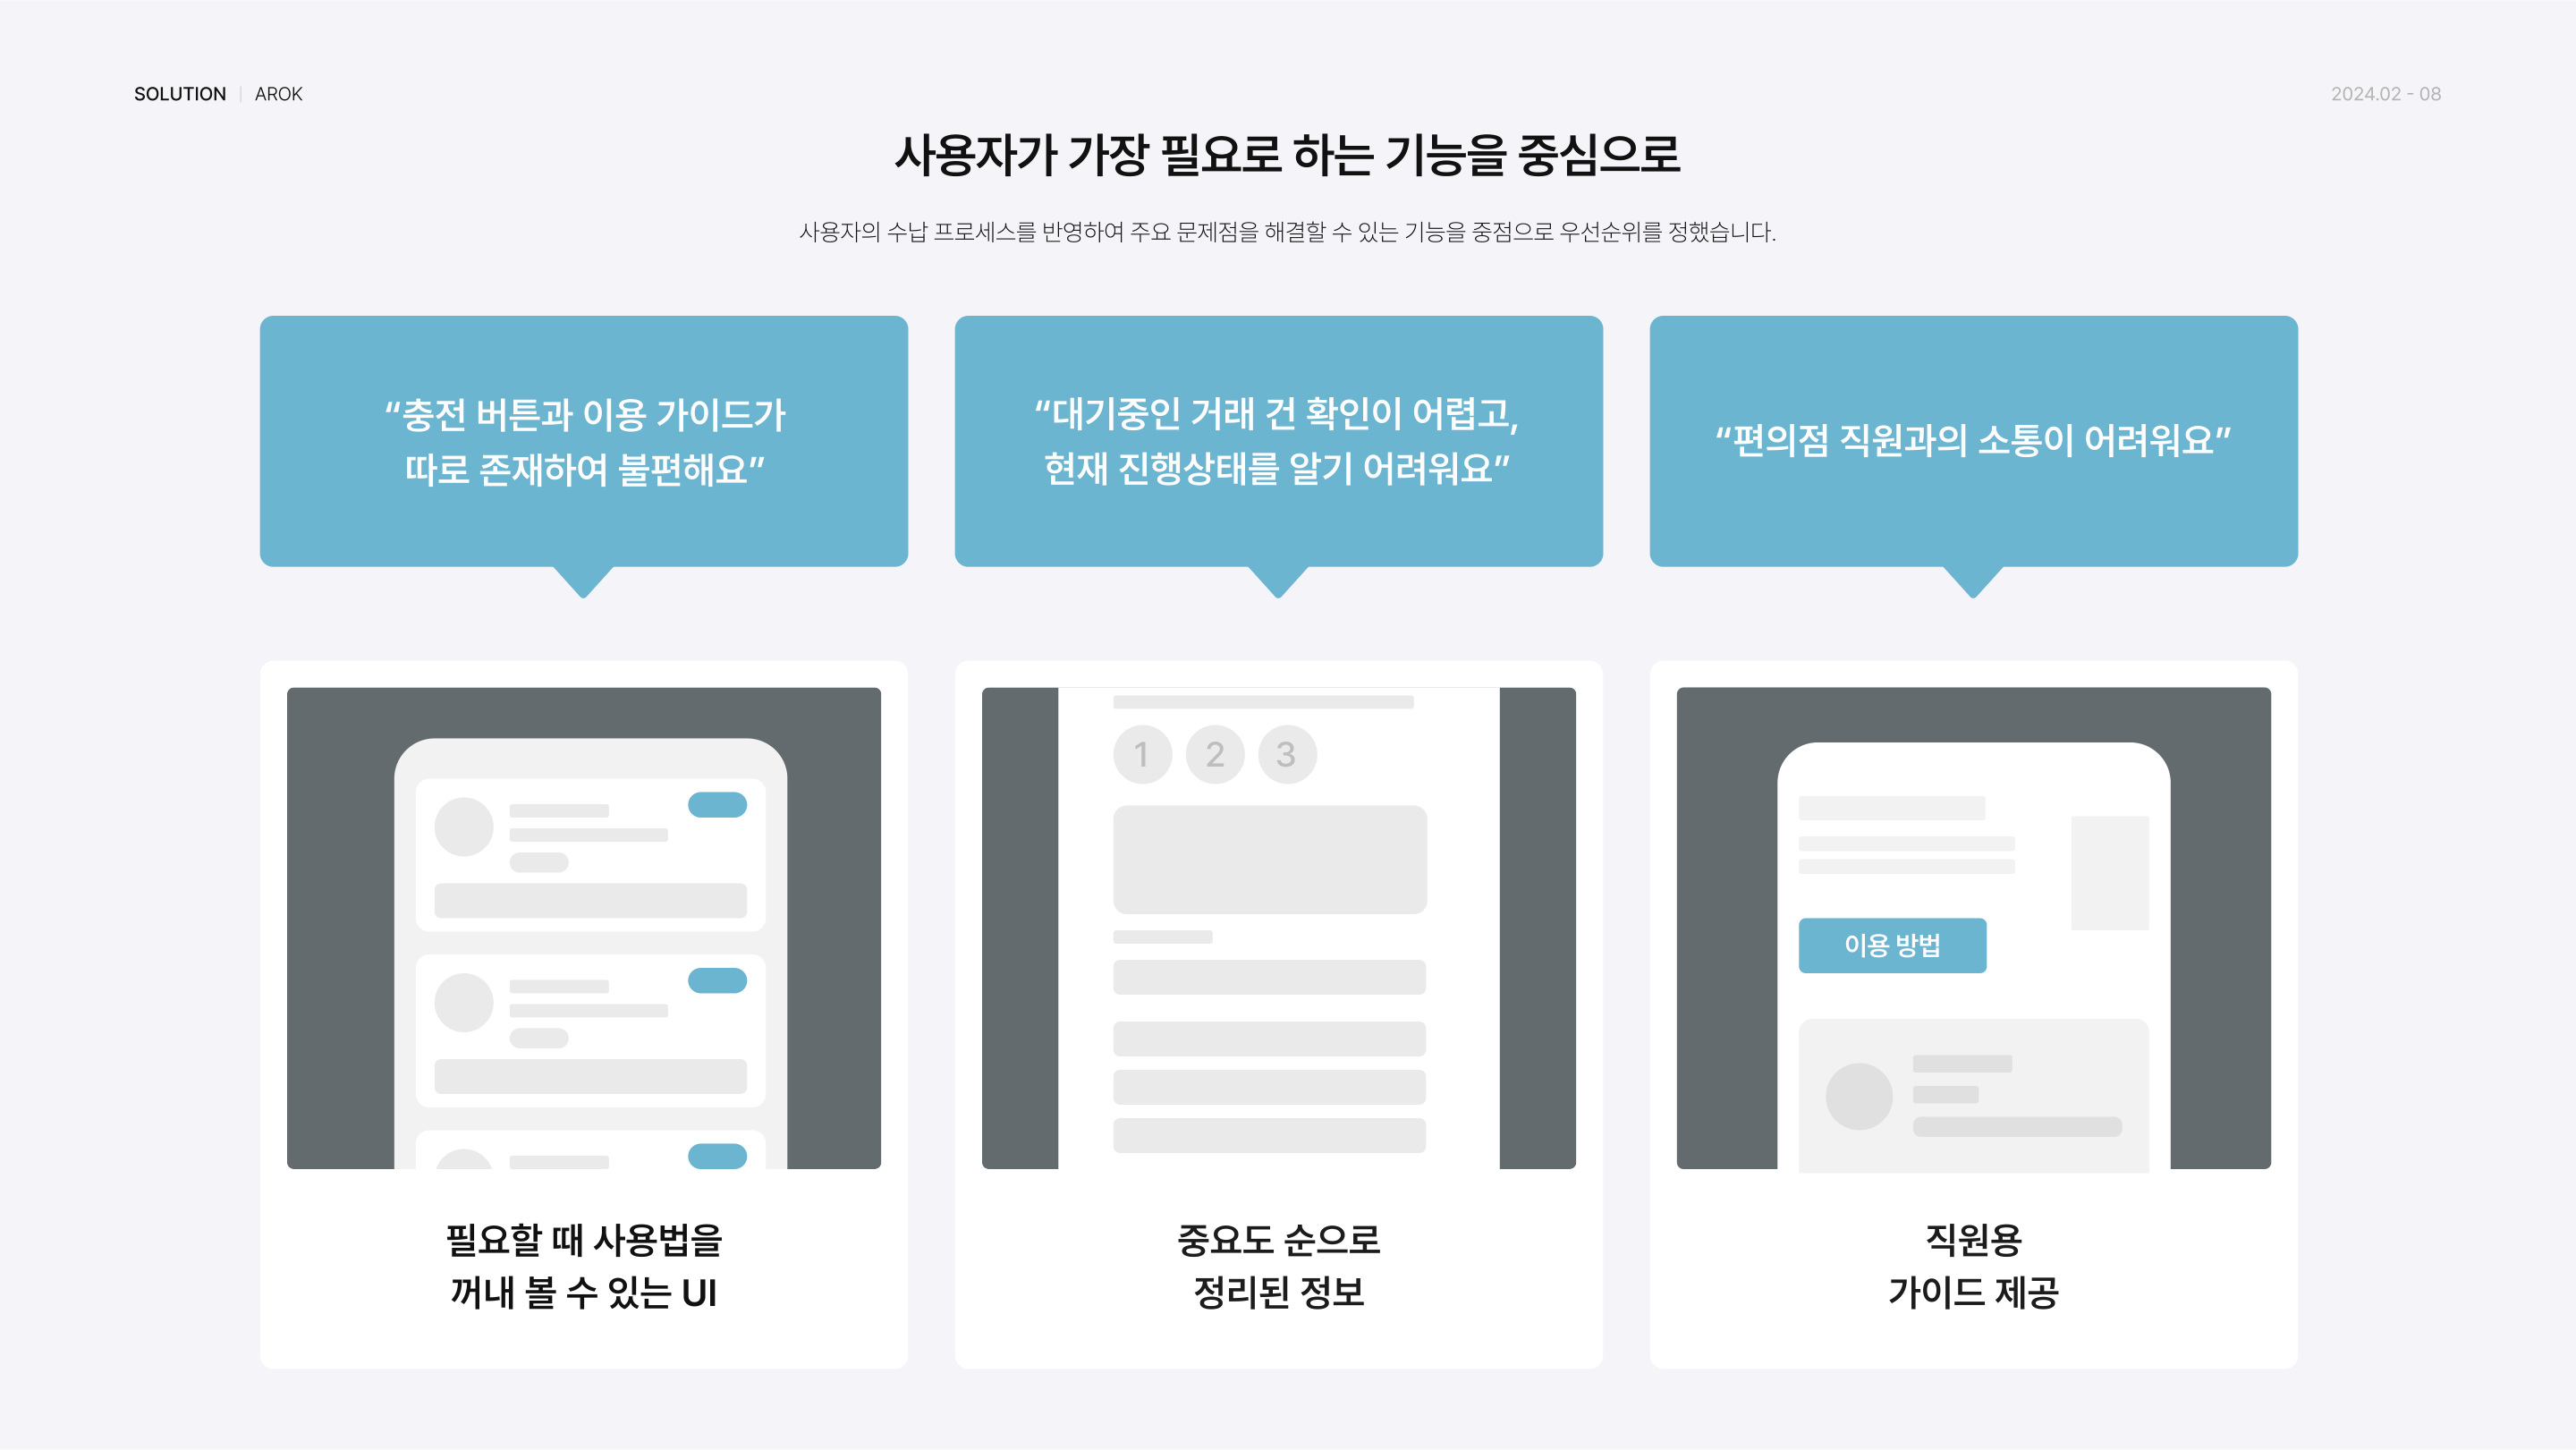 SOLUTION | AROK
2024.02 - 08
사용자가 가장 필요로 하는 기능을 중심으로
사용자의 수납 프로세스를 반영하여 주요 문제점을 해결할 수 있는 기능을 중점으로 우선순위를 정했습니다.
“충전 버튼과 이용 가이드가
따로 존재하여 불편해요”
“대기중인 거래 건 확인이 어렵고,
현재 진행상태를 알기 어려워요”
“편의점 직원과의 소통이 어려워요”
1 2 3
이용 방법
필요할 때 사용법을
꺼내 볼 수 있는 UI
중요도 순으로
정리된 정보
직원용
가이드 제공